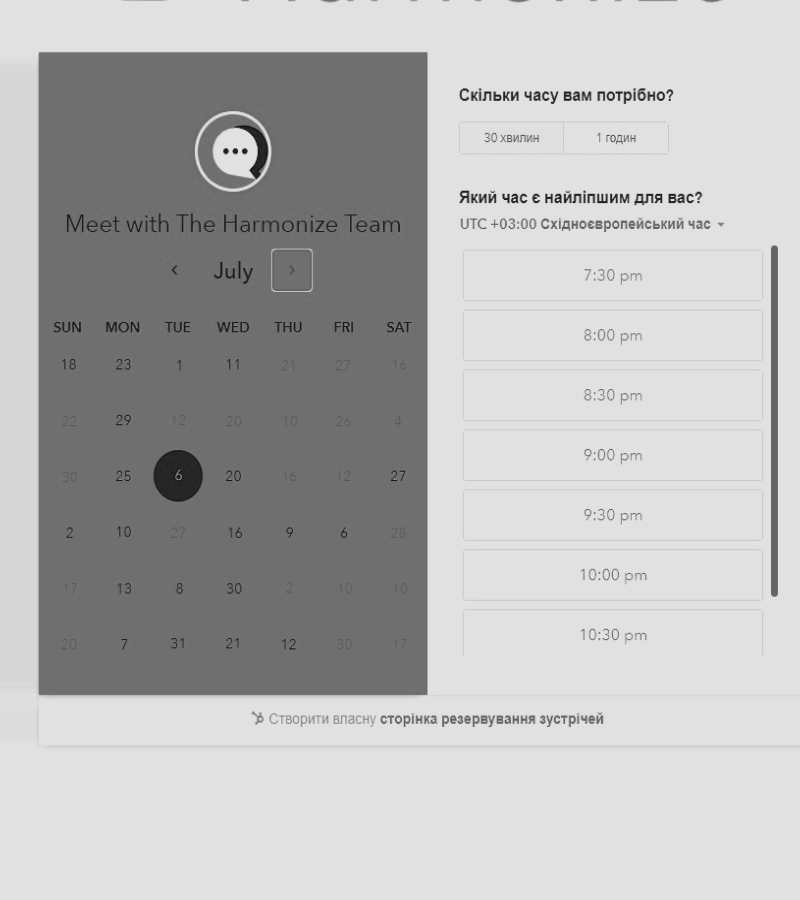 Meet with The Harmonize Team
July
SUN MON TUE WED THU FRI SAT
18 23 1 11 21 27 16
22 29 12 20 10 26 4
30 25 6 20 16 12 27
2 10 27 16 9 6 28
17 13 8 30 2 10 10
20 7 31 21 12 30 17
Скільки часу вам потрібно?
30 хвилин 1 годин
Який час є найліпшим для вас?
UTC +03:00 Східноєвропейський час
7:30 pm
8:00 pm
8:30 pm
9:00 pm
9:30 pm
10:00 pm
10:30 pm
Створити власну сторінка резервування зустрічей